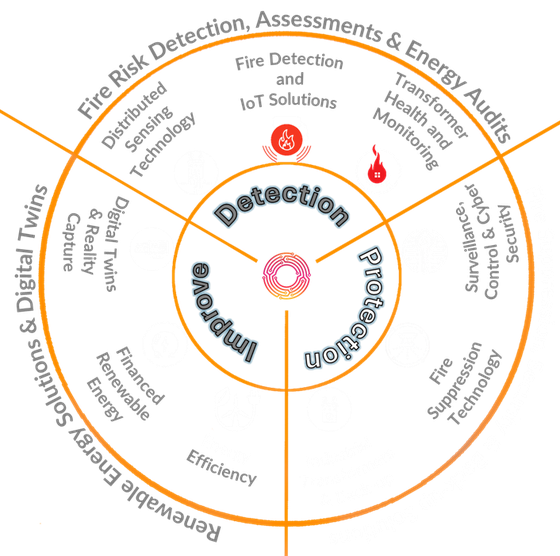 Fire Risk Detection, Assessments & Energy Audits
Distributed
Sensing
Technology
Fire Detection
and
IoT Solutions
Transformer
Health and
Monitoring
Detection
Surveillance,
Control & Cyber
Security
Protection
Fire
Suppression
Technology
Renewable Energy Solutions & Digital Twins
Digital Twins
& Reality
Capture
Improve
Financed
Renewable
Energy
Efficiency